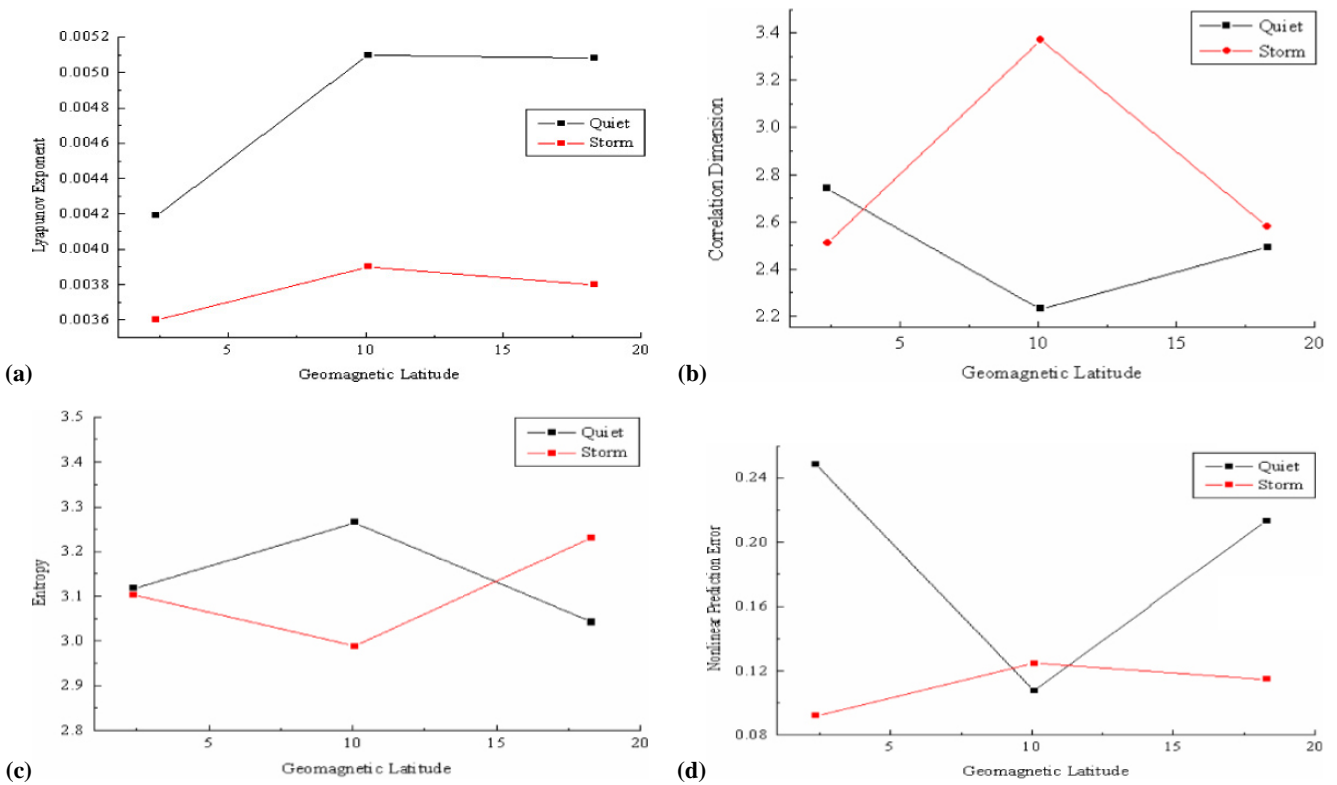 0.0052
0.0050
0.0048
0.0046
0.0044
0.0042
0.0040
0.0038
0.0036
Lyapunov Exponent
Quiet
Storm
5
10
15
20
Geomagnetic Latitude
(a)
3.4
3.2
3.0
2.8
2.6
2.4
2.2
Correlation Dimension
Quiet
Storm
5
10
15
20
Geomagnetic Latitude
(b)
3.5
3.4
3.3
3.2
3.1
3.0
2.9
2.8
Entropy
Quiet
Storm
5
10
15
20
Geomagnetic Latitude
(c)
0.24
0.20
0.16
0.12
0.08
Nonlinear Prediction Error
Quiet
Storm
5
10
15
20
Geomagnetic Latitude
(d)